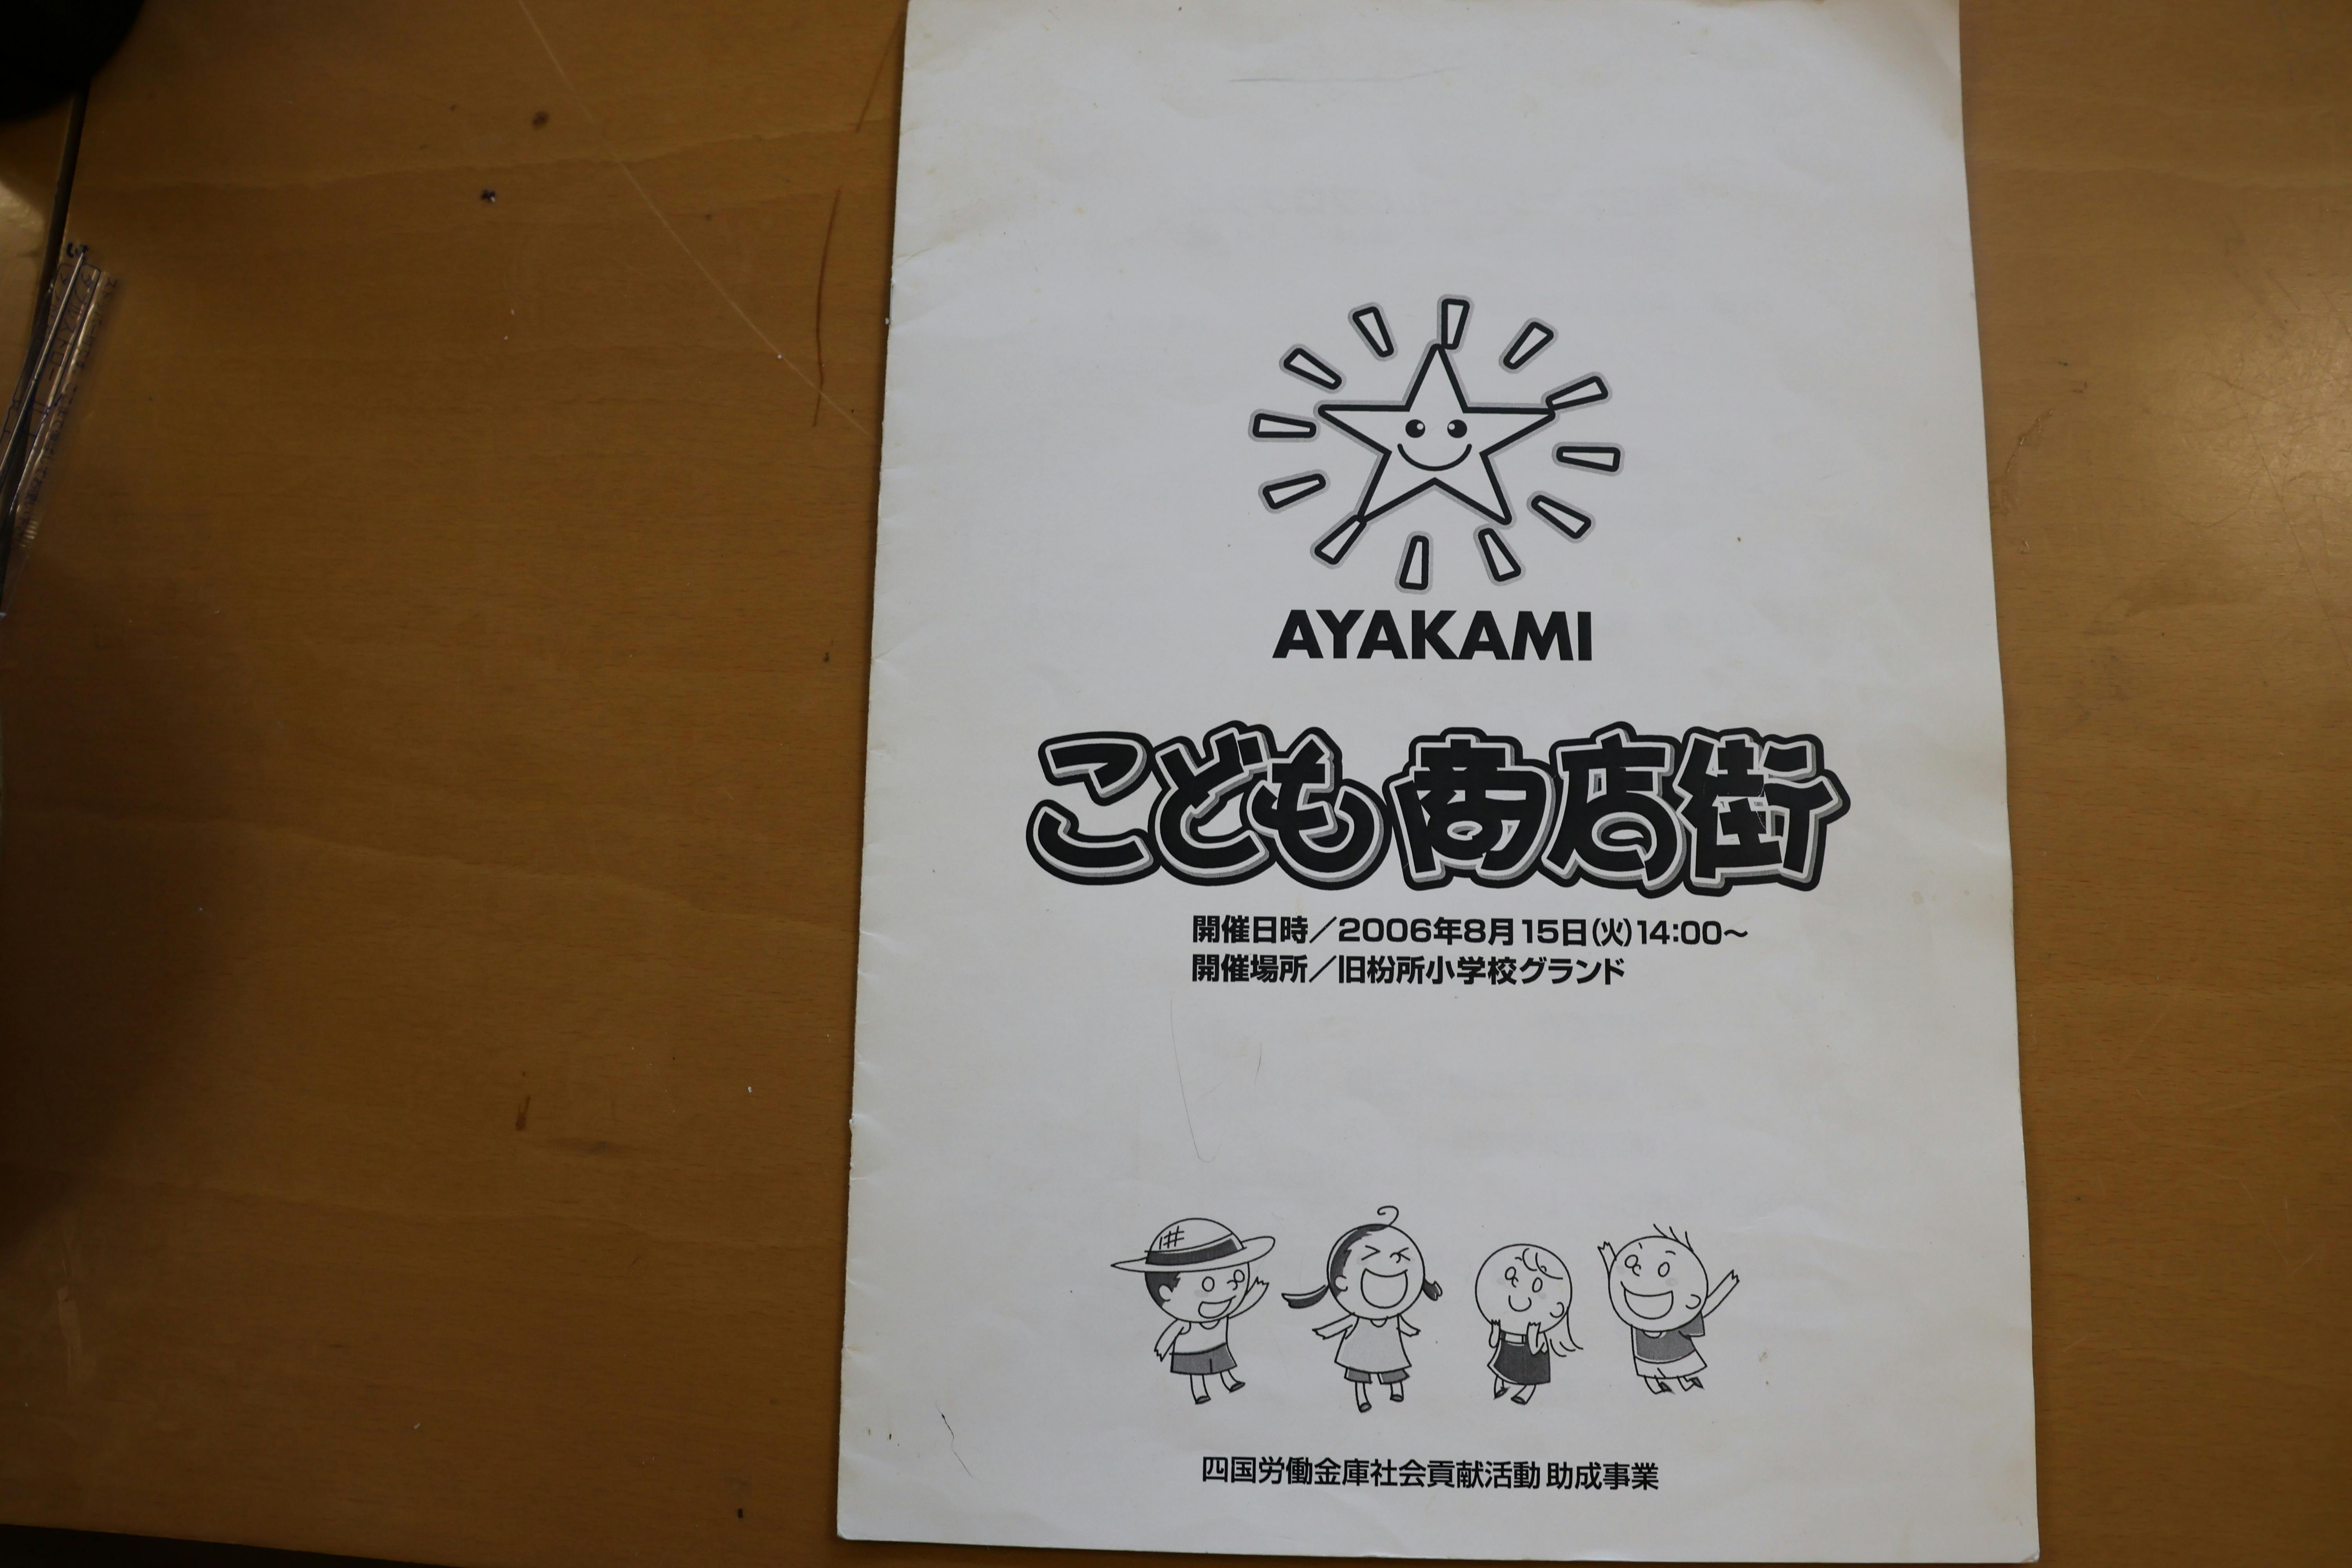 AYAKAMI
こども商店街
開催日時／2006年8月15日(火)14:00〜
開催場所／旧枌所小学校グランド
四国労働金庫社会貢献活動 助成事業